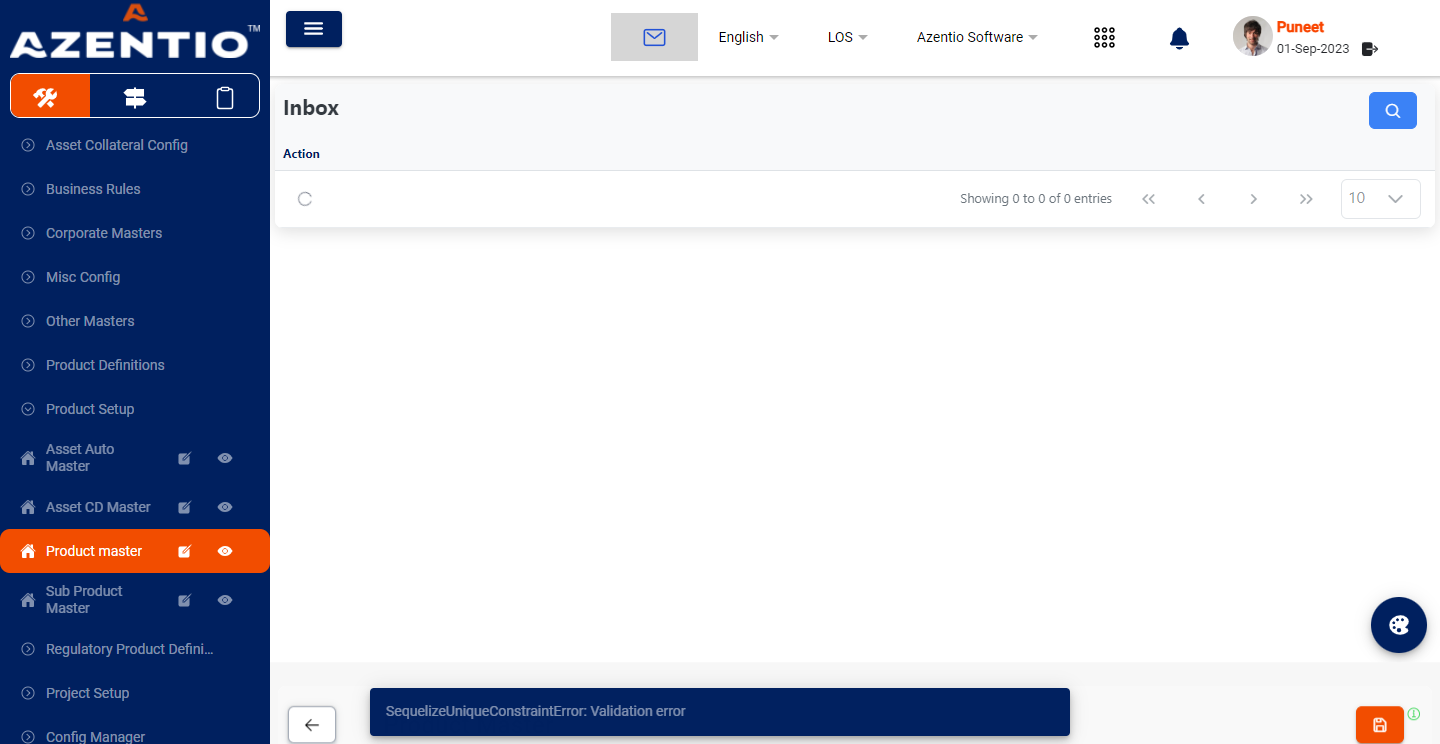 AZENTIO™
English
LOS
Azentio Software
Puneet
01-Sep-2023
Asset Collateral Config
Business Rules
Corporate Masters
Misc Config
Other Masters
Product Definitions
Product Setup
Asset Auto
Master
Asset CD Master
Product master
Sub Product
Master
Regulatory Product Defini...
Project Setup
Config Manager
Inbox
Action
Showing 0 to 0 of 0 entries
10
SequelizeUniqueConstraintError: Validation error